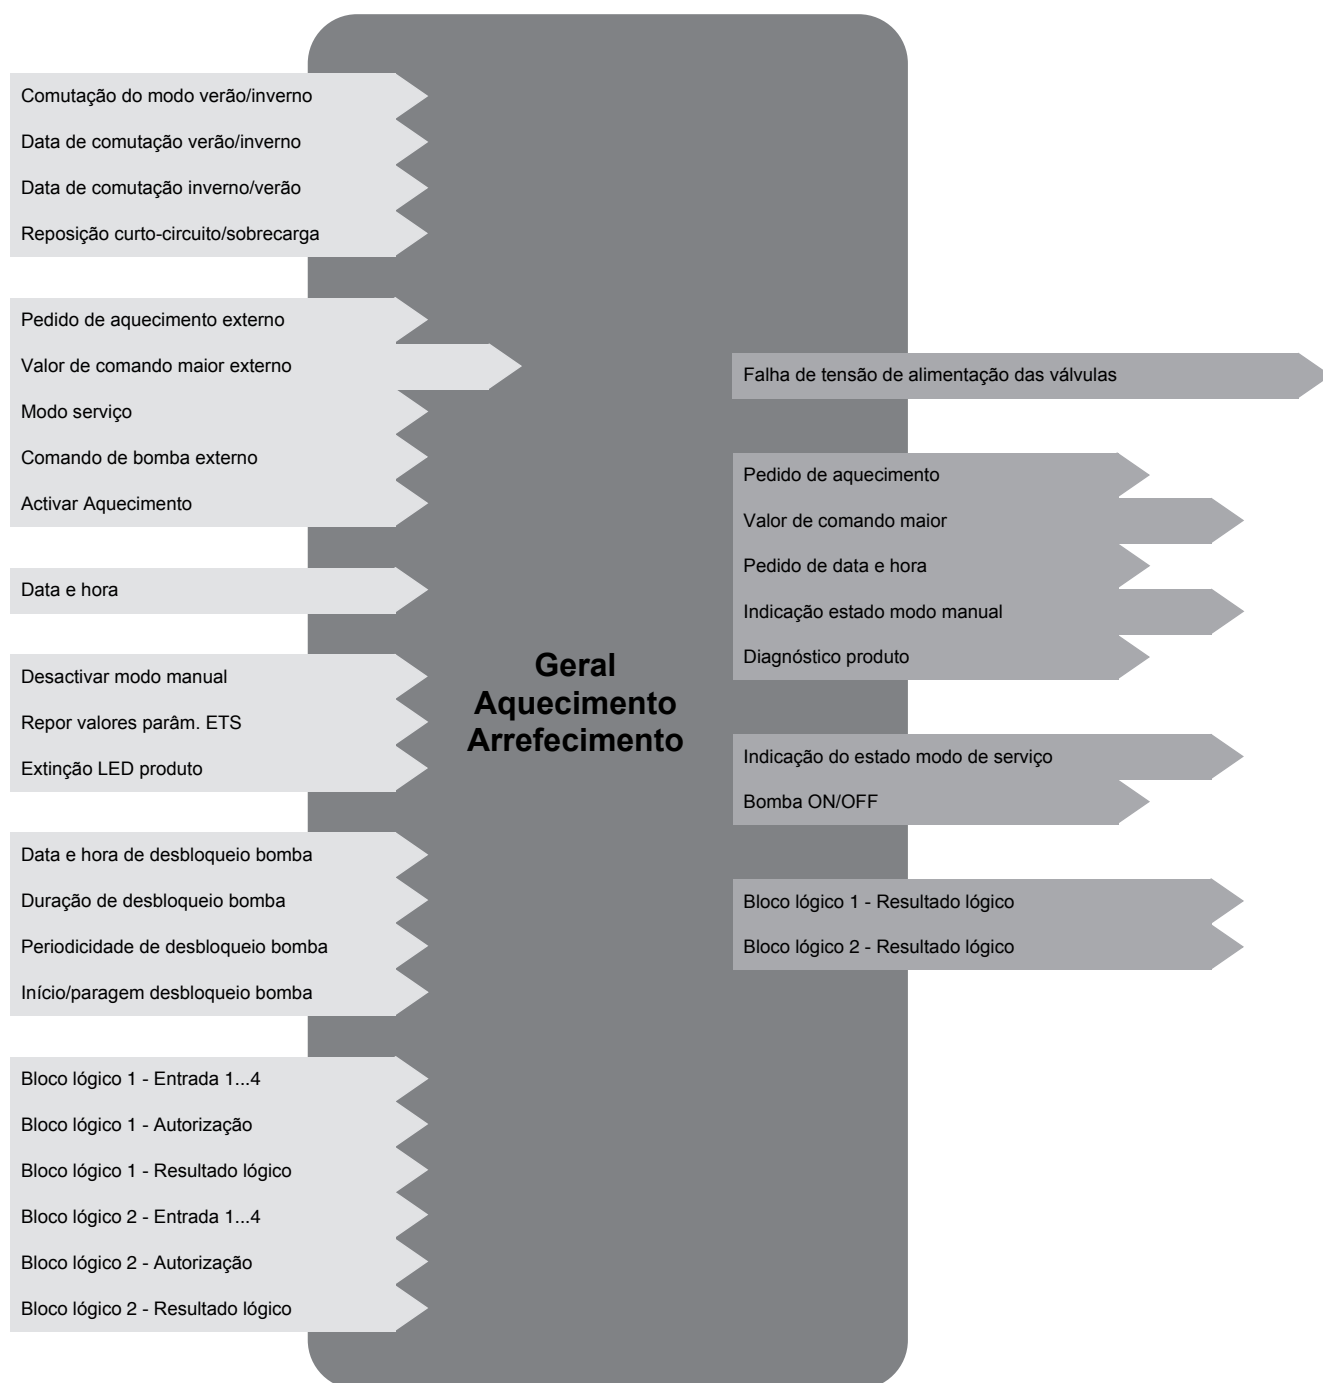 Comutação do modo verão/inverno
Data de comutação verão/inverno
Data de comutação inverno/verão
Reposição curto-circuito/sobrecarga
Pedido de aquecimento externo
Valor de comando maior externo
Modo serviço
Comando de bomba externo
Activar Aquecimento
Data e hora
Desactivar modo manual
Repor valores parâm. ETS
Extinção LED produto
Data e hora de desbloqueio bomba
Duração de desbloqueio bomba
Periodicidade de desbloqueio bomba
Início/paragem desbloqueio bomba
Bloco lógico 1 - Entrada 1...4
Bloco lógico 1 - Autorização
Bloco lógico 1 - Resultado lógico
Bloco lógico 2 - Entrada 1...4
Bloco lógico 2 - Autorização
Bloco lógico 2 - Resultado lógico
Geral
Aquecimento
Arrefecimento
Falha de tensão de alimentação das válvulas
Pedido de aquecimento
Valor de comando maior
Pedido de data e hora
Indicação estado modo manual
Diagnóstico produto
Indicação do estado modo de serviço
Bomba ON/OFF
Bloco lógico 1 - Resultado lógico
Bloco lógico 2 - Resultado lógico